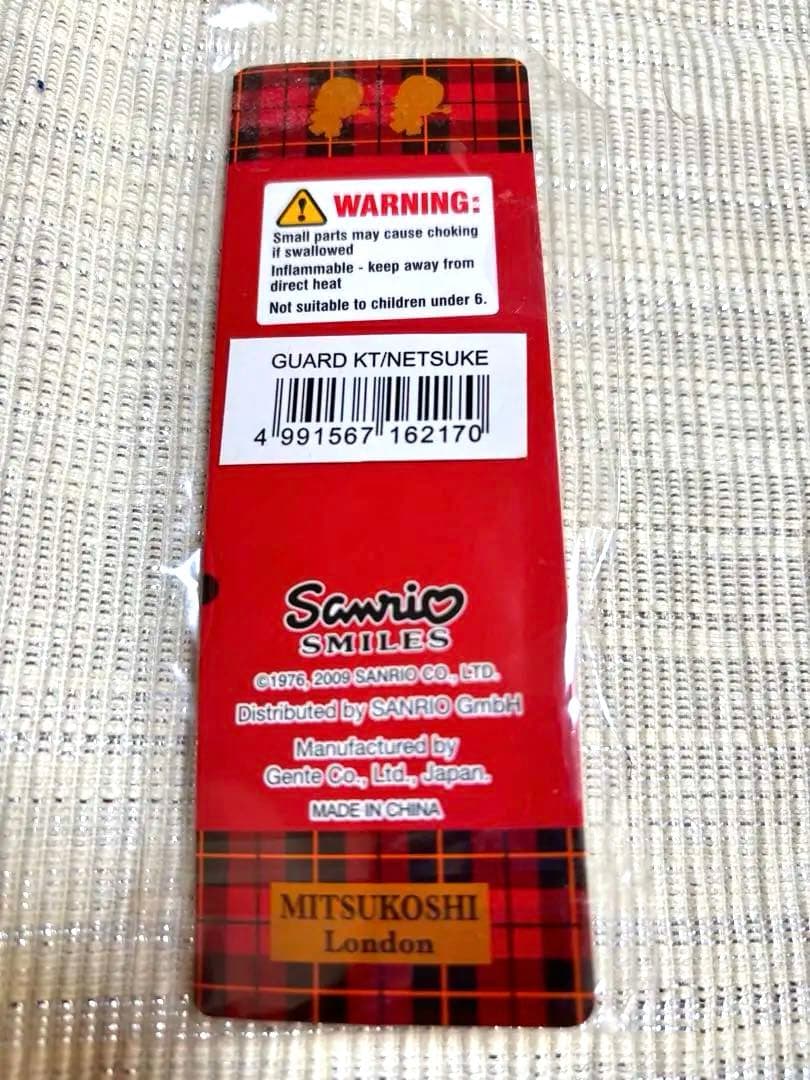 WARNING:
Small parts may cause choking
if swallowed
Inflammable - keep away from
direct heat
Not suitable to children under 6.
GUARD KT/NETSUKE
4 991567 162170
Sanrio
SMILES
©1976, 2009 SANRIO CO., LTD.
Distributed by SANRIO GmbH
Manufactured by
Gente Co., Ltd., Japan.
MADE IN CHINA
MITSUKOSHI
London